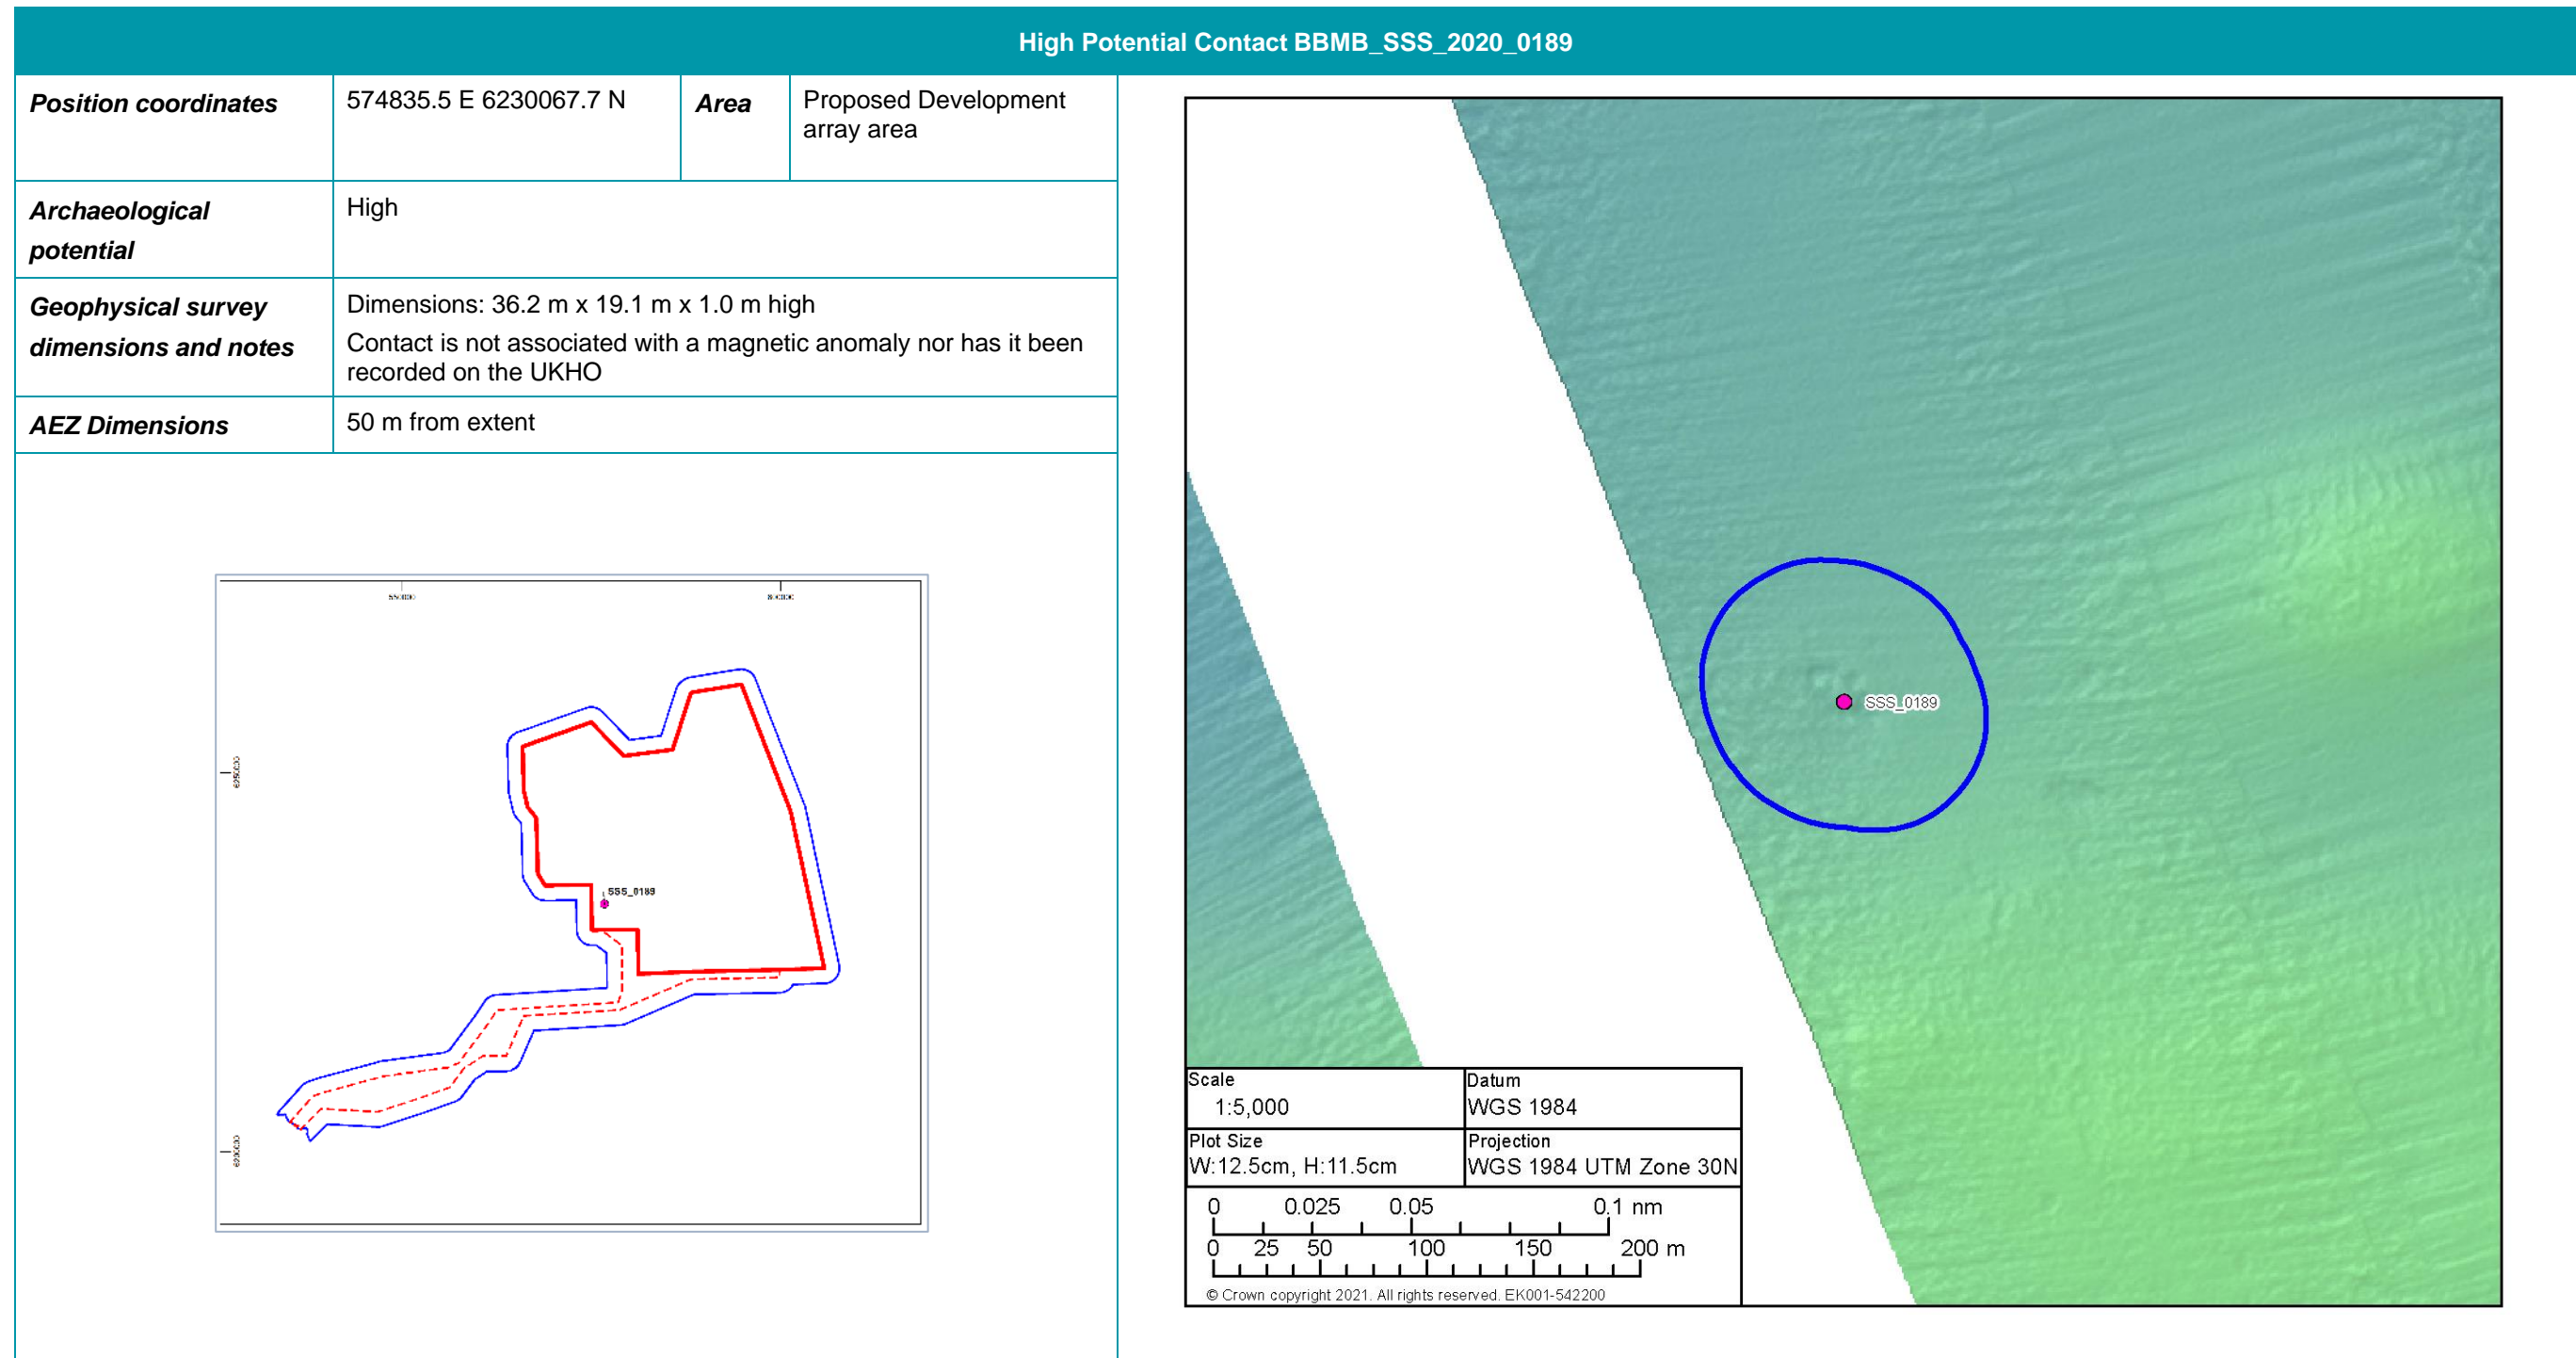 High Potential Contact BBMB_SSS_2020_0189
Position coordinates
574835.5 E 6230067.7 N
Area
Proposed Development
array area
Archaeological
potential
High
Geophysical survey
dimensions and notes
Dimensions: 36.2 m x 19.1 m x 1.0 m high
Contact is not associated with a magnetic anomaly nor has it been
recorded on the UKHO
AEZ Dimensions
50 m from extent
550000
SSS_0189
SSS_0189
Scale
1:5,000
Datum
WGS 1984
Plot Size
W:12.5cm, H:11.5cm
Projection
WGS 1984 UTM Zone 30N
0 0.025 0.05 0.1 nm
0 25 50 100 150 200 m
© Crown copyright 2021. All rights reserved. EK001-542200